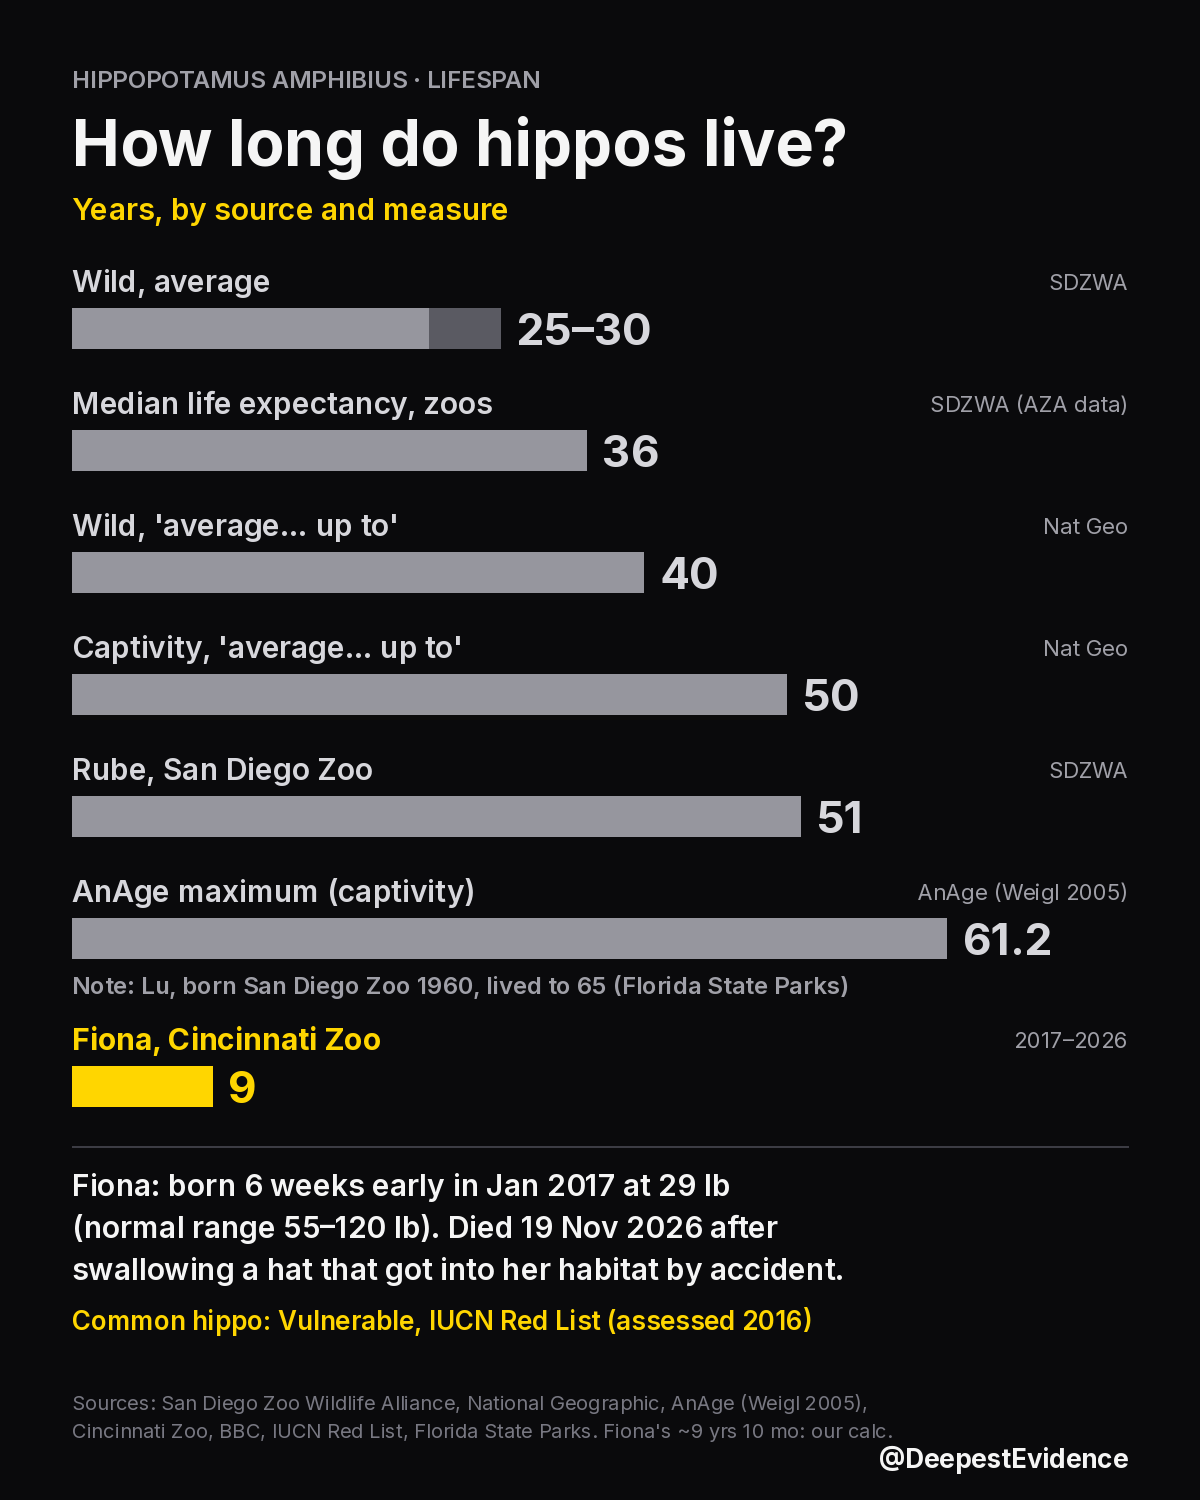 HIPPOPOTAMUS AMPHIBIUS · LIFESPAN
How long do hippos live?
Years, by source and measure
Wild, average
SDZWA
25–30
Median life expectancy, zoos
SDZWA (AZA data)
36
Wild, 'average... up to'
Nat Geo
40
Captivity, 'average... up to'
Nat Geo
50
Rube, San Diego Zoo
SDZWA
51
AnAge maximum (captivity)
AnAge (Weigl 2005)
61.2
Note: Lu, born San Diego Zoo 1960, lived to 65 (Florida State Parks)
Fiona, Cincinnati Zoo
2017–2026
9
Fiona: born 6 weeks early in Jan 2017 at 29 lb
(normal range 55–120 lb). Died 19 Nov 2026 after
swallowing a hat that got into her habitat by accident.
Common hippo: Vulnerable, IUCN Red List (assessed 2016)
Sources: San Diego Zoo Wildlife Alliance, National Geographic, AnAge (Weigl 2005),
Cincinnati Zoo, BBC, IUCN Red List, Florida State Parks. Fiona's ~9 yrs 10 mo: our calc.
@DeepestEvidence